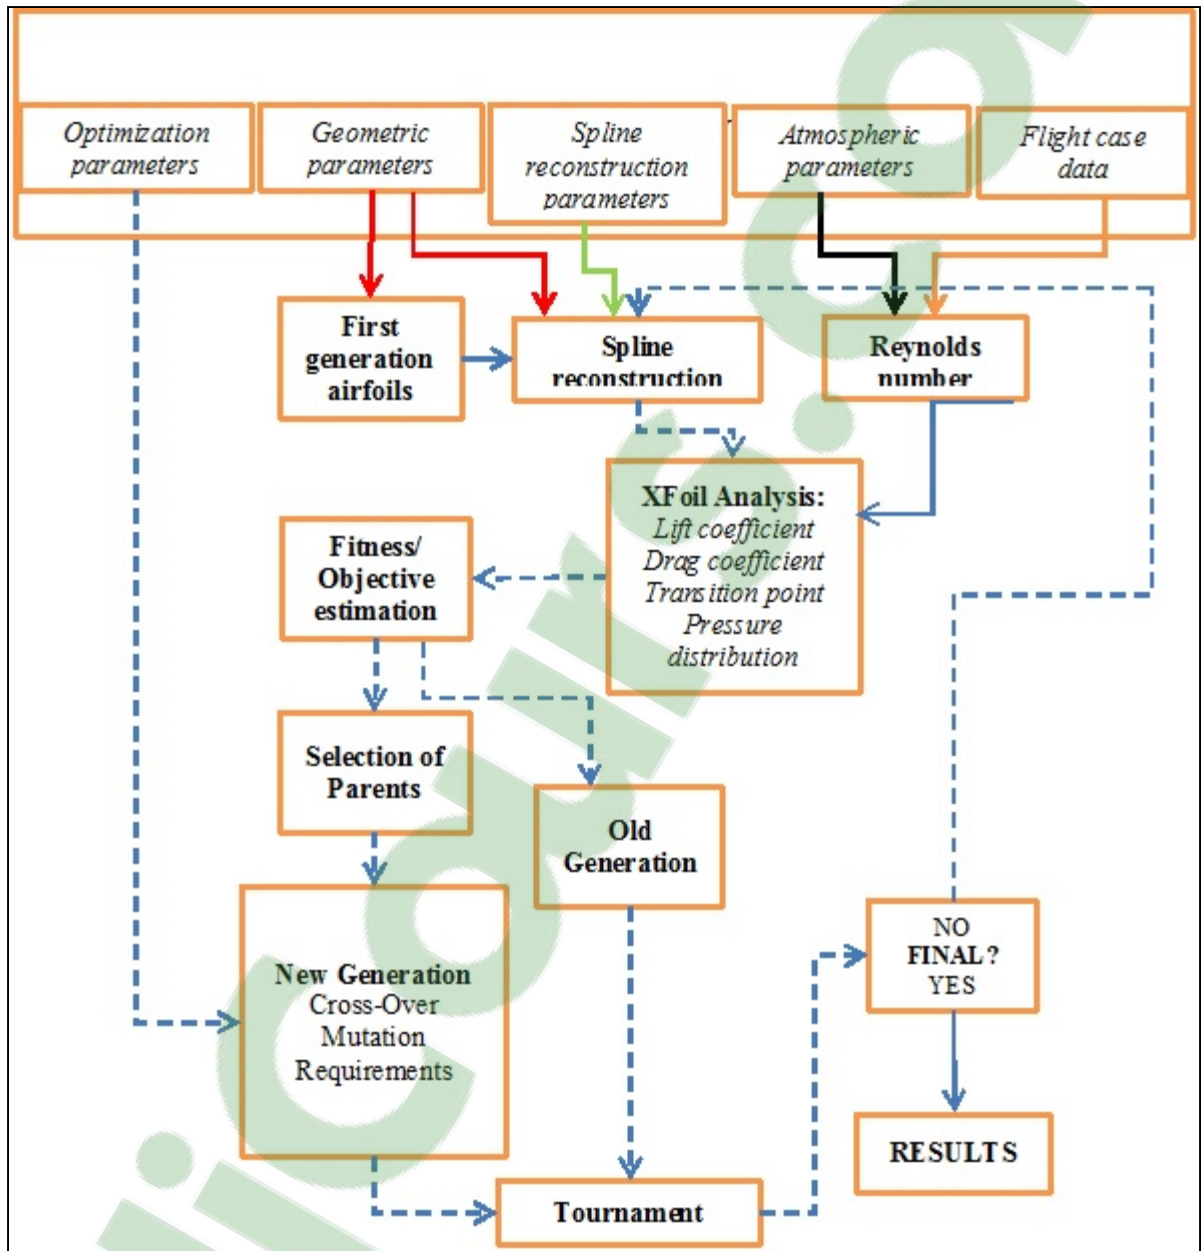 Optimization
parameters
Geometric
parameters
Spline
reconstruction
parameters
Atmospheric
parameters
Flight case
data
First
generation
airfoils
Spline
reconstruction
Reynolds
number
XFoil Analysis:
Lift coefficient
Drag coefficient
Transition point
Pressure
distribution
Fitness/
Objective
estimation
Selection of
Parents
Old
Generation
New Generation
Cross-Over
Mutation
Requirements
NO
FINAL?
YES
RESULTS
Tournament